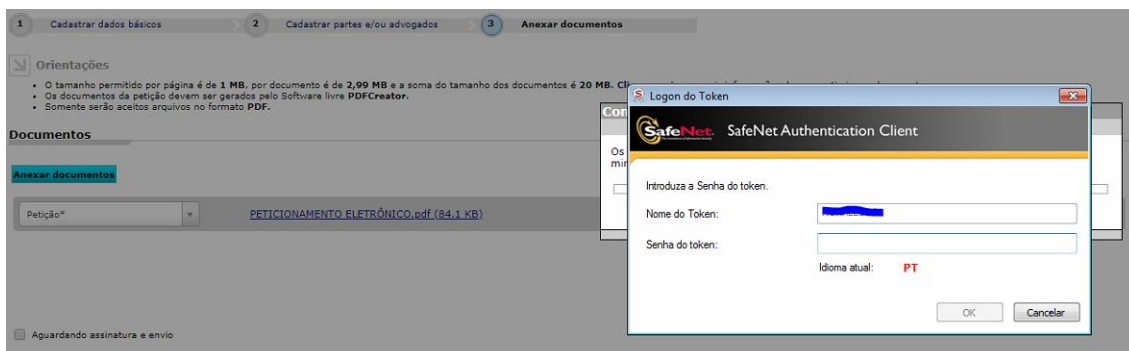 1 Cadastrar dados básicos 2 Cadastrar partes e/ou advogados 3 Anexar documentos
Orientações
• O tamanho permitido por página é de 1 MB, por documento é de 2,99 MB e a soma do tamanho dos documentos é 20 MB.
• Os documentos da petição devem ser gerados pelo Software livre PDFCreator.
• Somente serão aceitos arquivos no formato PDF.
Documentos
Anexar documentos
Petição* PETICIONAMENTO ELETRÔNICO.pdf (84.1 KB)
Aguardando assinatura e envio
Con
Os
mir
Logon do Token
SafeNet. SafeNet Authentication Client
Introduza a Senha do token.
Nome do Token:
Senha do token:
Idioma atual: PT
OK Cancelar